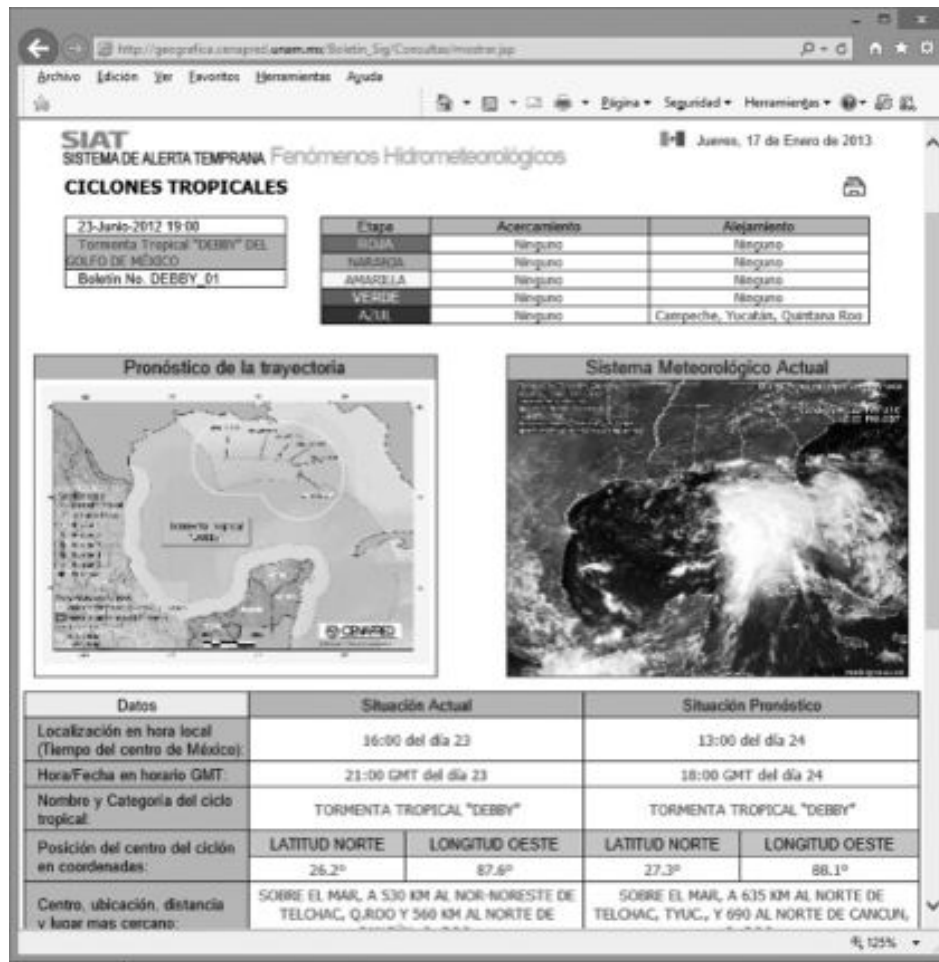 http://geografica.cenapred.unam.mx/Boletin_Sig/Consultas/mostrar.jsp
Archivo Edición Ver Favoritos Herramientas Ayuda
Página Seguridad Herramientas
SIAT
SISTEMA DE ALERTA TEMPRANA Fenómenos Hidrometeorológicos
Jueves, 17 de Enero de 2013
CICLONES TROPICALES
23-Junio-2012 19:00
Tormenta Tropical "DEBBY" DEL
GOLFO DE MÉXICO
Boletín No. DEBBY_01
Etapa Acercamiento Alejamiento
ROJA Ninguno Ninguno
NARANJA Ninguno Ninguno
AMARILLA Ninguno Ninguno
VERDE Ninguno Ninguno
AZUL Ninguno Campeche, Yucatán, Quintana Roo
Pronóstico de la trayectoria
Sistema Meteorológico Actual
Tormenta Tropical
"Debby"
CENAPRED
Datos Situación Actual Situación Pronóstico
Localización en hora local
(Tiempo del centro de México):
16:00 del día 23 13:00 del día 24
Hora/Fecha en horario GMT: 21:00 GMT del día 23 18:00 GMT del día 24
Nombre y Categoría del ciclo
tropical:
TORMENTA TROPICAL "DEBBY" TORMENTA TROPICAL "DEBBY"
Posición del centro del ciclón
en coordenadas:
LATITUD NORTE LONGITUD OESTE LATITUD NORTE LONGITUD OESTE
26.2º 87.6º 27.3º 88.1º
Centro, ubicación, distancia
y lugar mas cercano:
SOBRE EL MAR, A 530 KM AL NOR-NORESTE DE
TELCHAC, Q.ROO Y 560 KM AL NORTE DE
SOBRE EL MAR, A 635 KM AL NORTE DE
TELCHAC, TYUC., Y 690 AL NORTE DE CANCUN,
125%